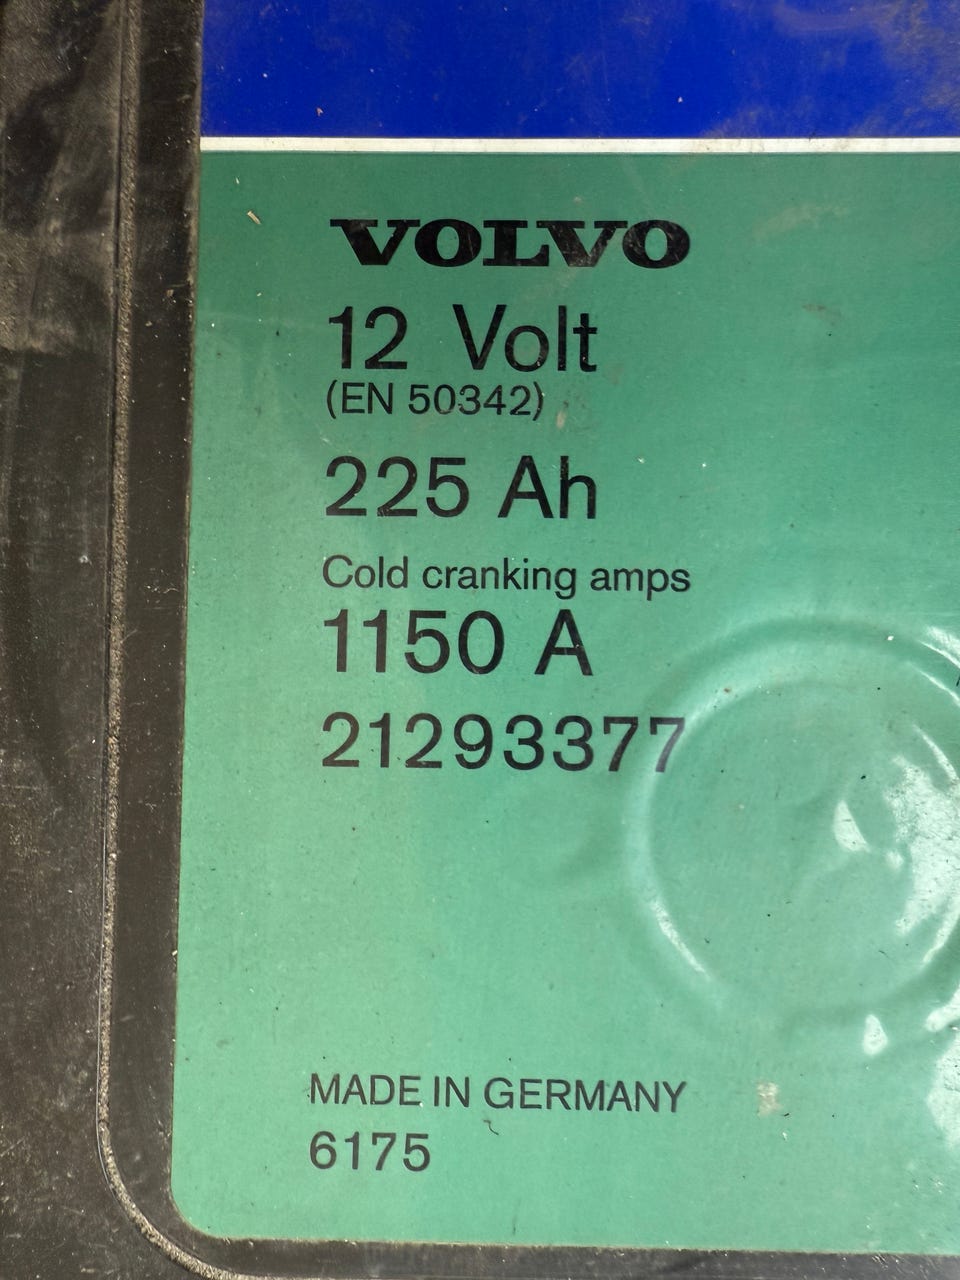 VOLVO
12 Volt
(EN 50342)
225 Ah
Cold cranking amps
1150 A
21293377
MADE IN GERMANY
6175